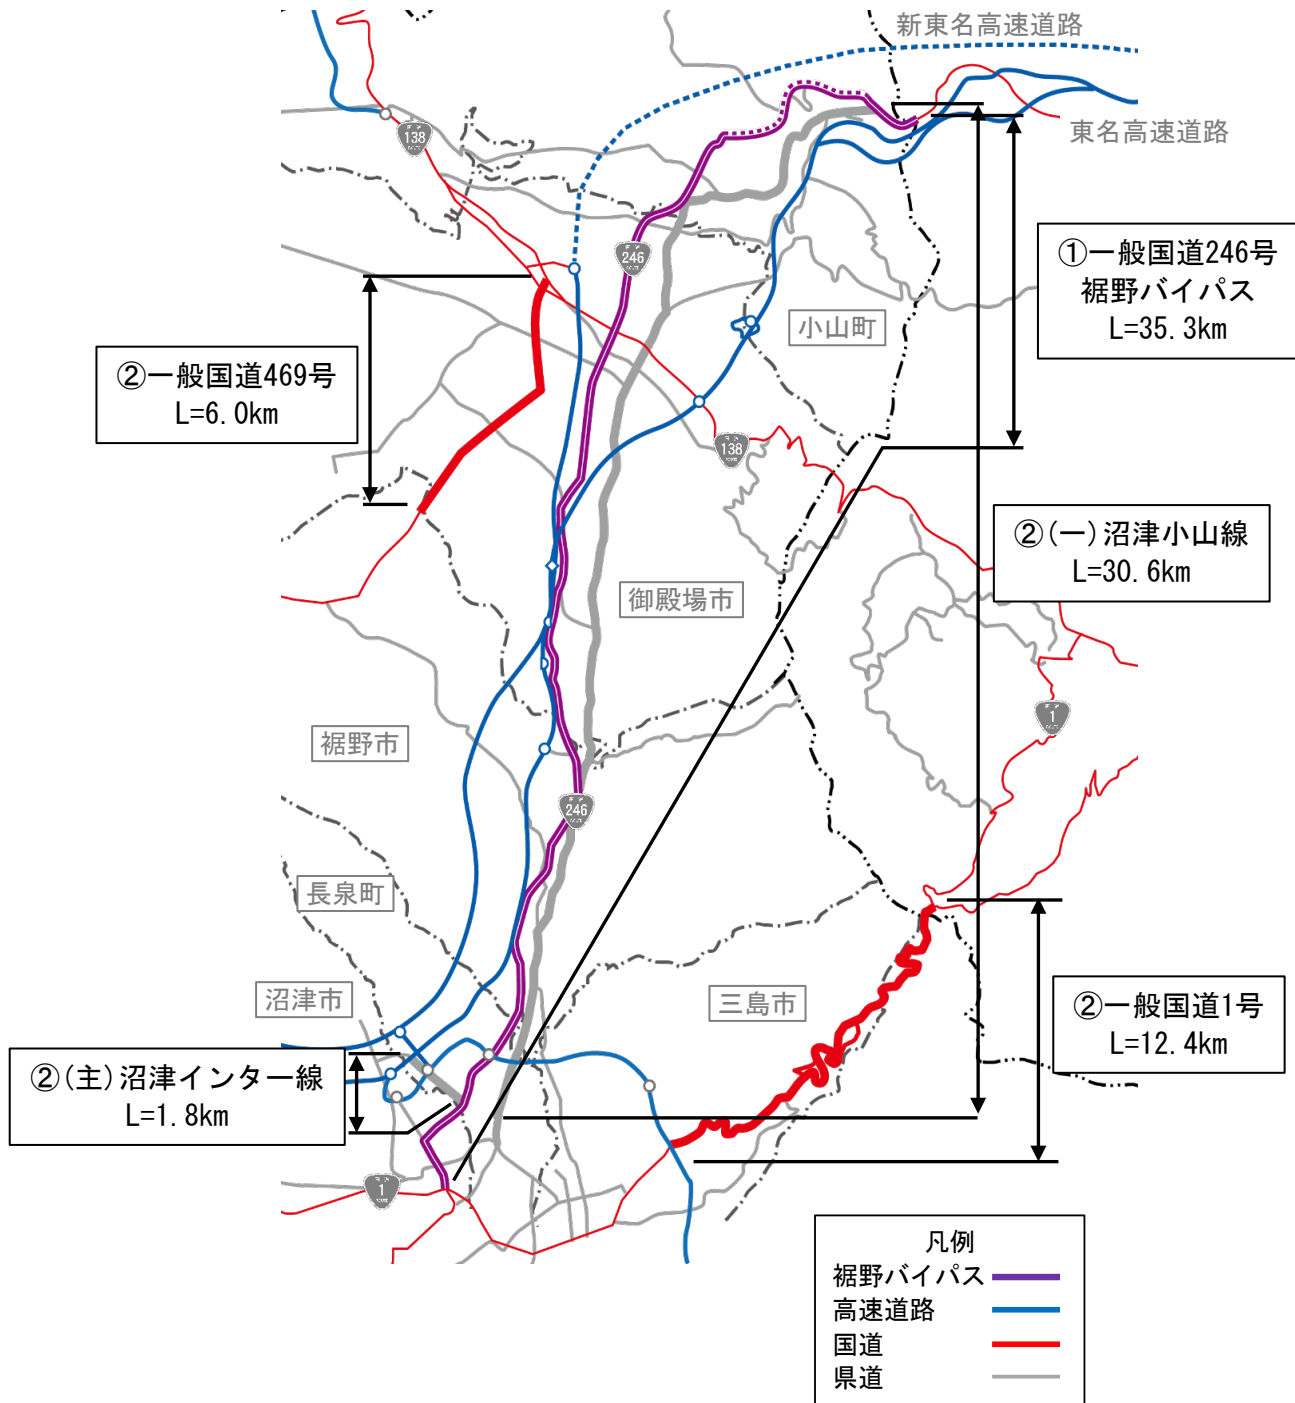 新東名高速道路
東名高速道路
138
246
①一般国道246号
裾野バイパス
L=35.3km
小山町
②一般国道469号
L=6.0km
138
②(一)沼津小山線
L=30.6km
御殿場市
裾野市
1
246
長泉町
沼津市
三島市
②一般国道1号
L=12.4km
②(主)沼津インター線
L=1.8km
1
凡例
裾野バイパス
高速道路
国道
県道